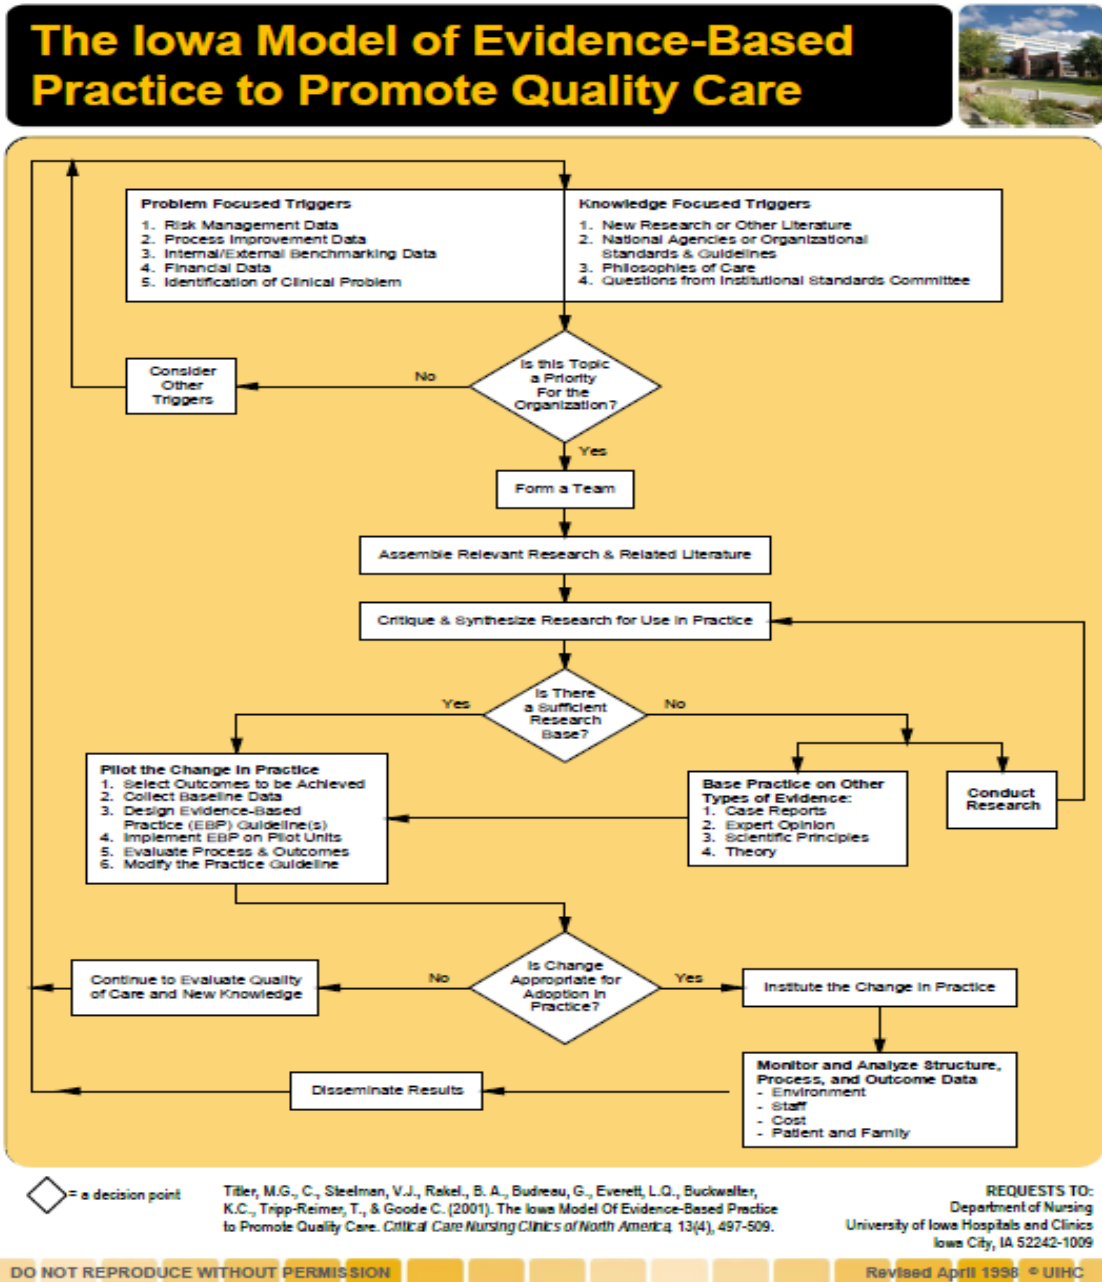 The Iowa Model of Evidence-Based
Practice to Promote Quality Care
Problem Focused Triggers
1. Risk Management Data
2. Process Improvement Data
3. Internal/External Benchmarking Data
4. Financial Data
5. Identification of Clinical Problem
Knowledge Focused Triggers
1. New Research or Other Literature
2. National Agencies or Organizational
Standards & Guidelines
3. Philosophies of Care
4. Questions from Institutional Standards Committee
Consider
Other
Triggers
No
Is this Topic
a Priority
For the
Organization?
Yes
Form a Team
Assemble Relevant Research & Related Literature
Critique & Synthesize Research for Use in Practice
Yes
Is There
a Sufficient
Research
Base?
No
Pilot the Change in Practice
1. Select Outcomes to be Achieved
2. Collect Baseline Data
3. Design Evidence-Based
Practice (EBP) Guideline(s)
4. Implement EBP on Pilot Units
5. Evaluate Process & Outcomes
6. Modify the Practice Guideline
Base Practice on Other
Types of Evidence:
1. Case Reports
2. Expert Opinion
3. Scientific Principles
4. Theory
Conduct
Research
Continue to Evaluate Quality
of Care and New Knowledge
No
Is Change
Appropriate for
Adoption in
Practice?
Yes
Institute the Change in Practice
Monitor and Analyze Structure,
Process, and Outcome Data
- Environment
- Staff
- Cost
- Patient and Family
Disseminate Results
= a decision point
Titler, M.G., C., Steelman, V.J., Rakel., B. A., Budreau, G., Everett, L.Q., Buckwalter,
K.C., Tripp-Reimer, T., & Goode C. (2001). The Iowa Model Of Evidence-Based Practice
to Promote Quality Care. Critical Care Nursing Clinics of North America, 13(4), 497-509.
REQUESTS TO:
Department of Nursing
University of Iowa Hospitals and Clinics
Iowa City, IA 52242-1009
DO NOT REPRODUCE WITHOUT PERMISSION
Revised April 1998 © UIHC